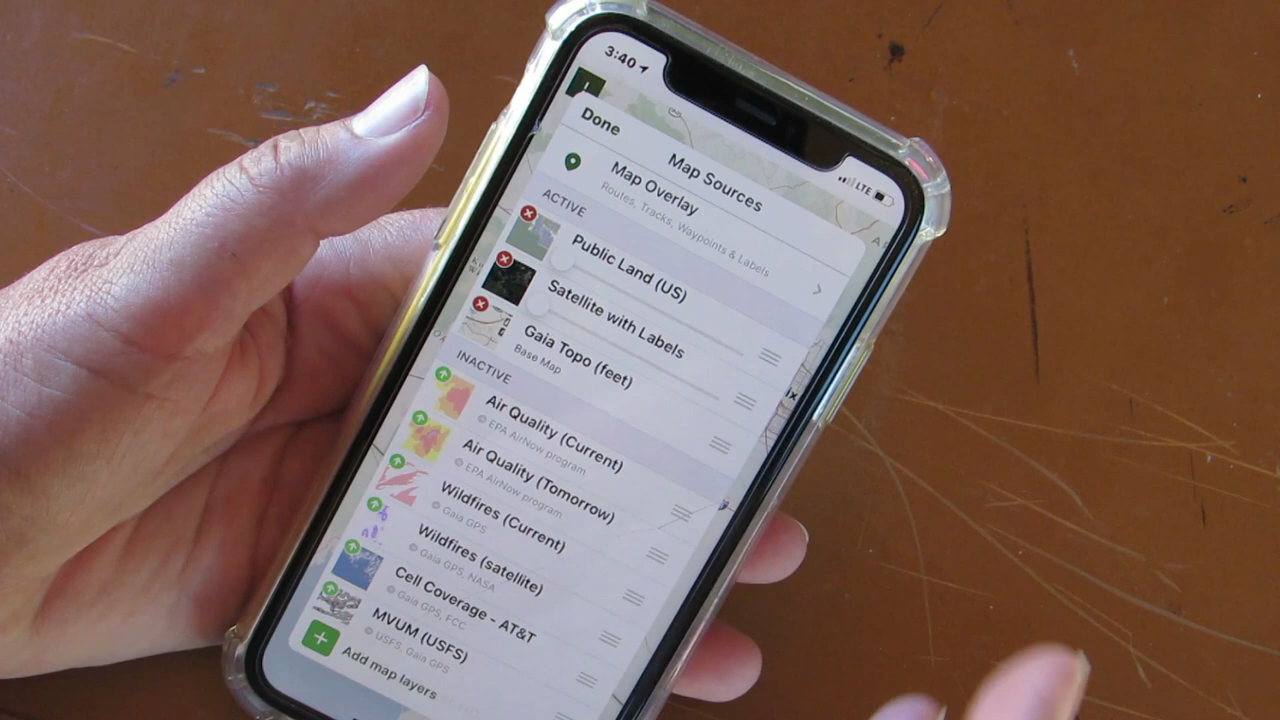 3:40
LTE
Done
Map Sources
Map Overlay
Routes, Tracks, Waypoints & Labels
ACTIVE
Public Land (US)
Satellite with Labels
Gaia Topo (feet)
Base Map
INACTIVE
Air Quality (Current)
© EPA AirNow program
Air Quality (Tomorrow)
© EPA AirNow program
Wildfires (Current)
© Gaia GPS
Wildfires (satellite)
© Gaia GPS, NASA
Cell Coverage - AT&T
© Gaia GPS, FCC
MVUM (USFS)
© USFS, Gaia GPS
Add map layers